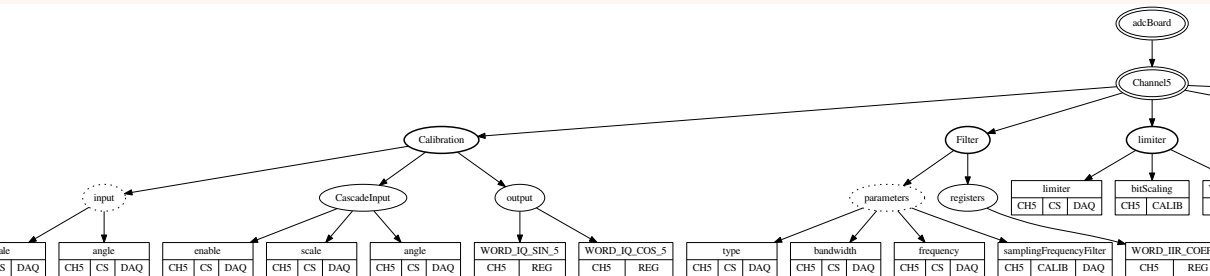 adcBoard
Channel5
Calibration
Filter
limiter
input
CascadeInput
output
parameters
registers
limiter
CH5 CS DAQ
bitScaling
CH5 CALIB
angle
CH5 CS DAQ
enable
CH5 CS DAQ
scale
CH5 CS DAQ
angle
CH5 CS DAQ
WORD_IQ_SIN_5
CH5 REG
WORD_IQ_COS_5
CH5 REG
type
CH5 CS DAQ
bandwidth
CH5 CS DAQ
frequency
CH5 CS DAQ
samplingFrequencyFilter
CH5 CALIB DAQ
CH5 REG
DAQ